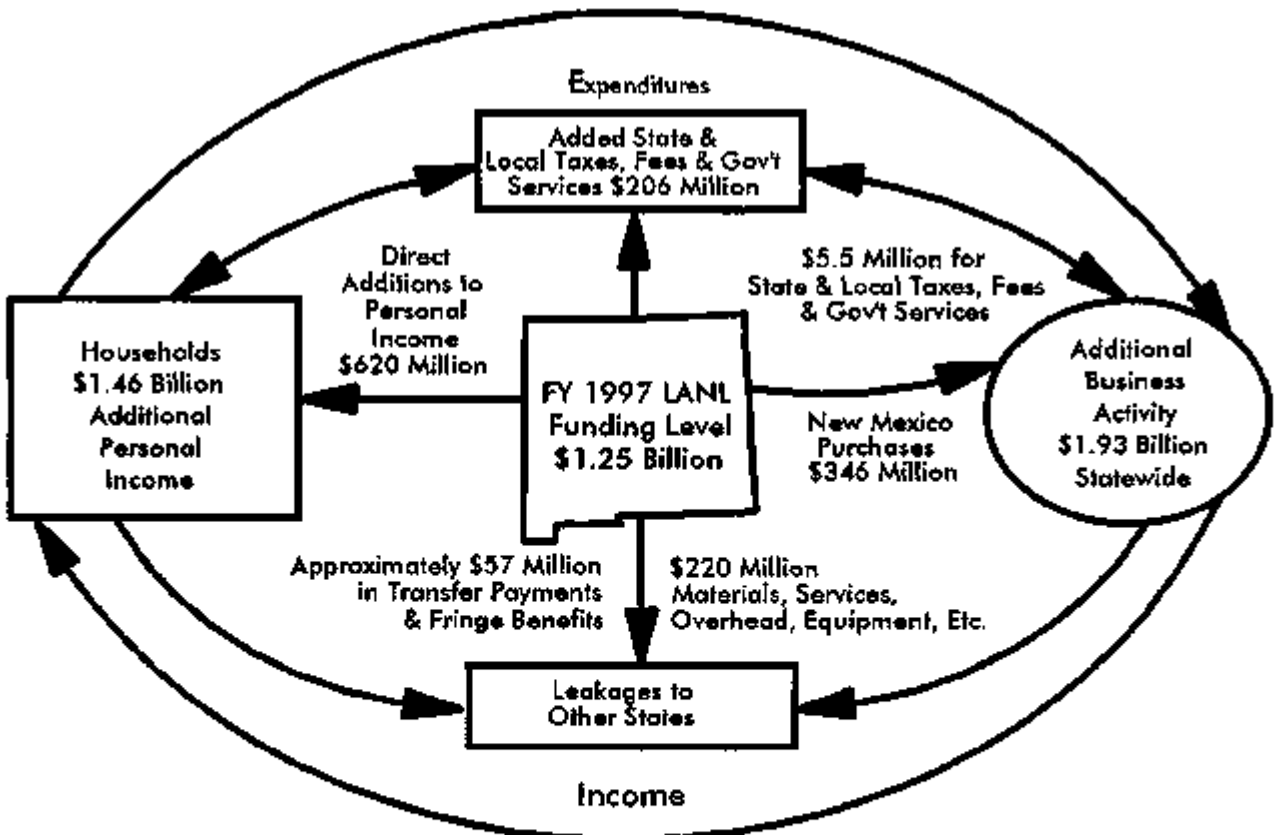 Expenditures
Added State &
Local Taxes, Fees & Gov't
Services $206 Million
Direct
Additions to
Personal
Income
$620 Million
$5.5 Million for
State & Local Taxes, Fees
& Gov't Services
Households
$1.46 Billion
Additional
Personal
Income
FY 1997 LANL
Funding Level
$1.25 Billion
New Mexico
Purchases
$346 Million
Additional
Business
Activity
$1.93 Billion
Statewide
Approximately $57 Million
in Transfer Payments
& Fringe Benefits
$220 Million
Materials, Services,
Overhead, Equipment, Etc.
Leakages to
Other States
Income